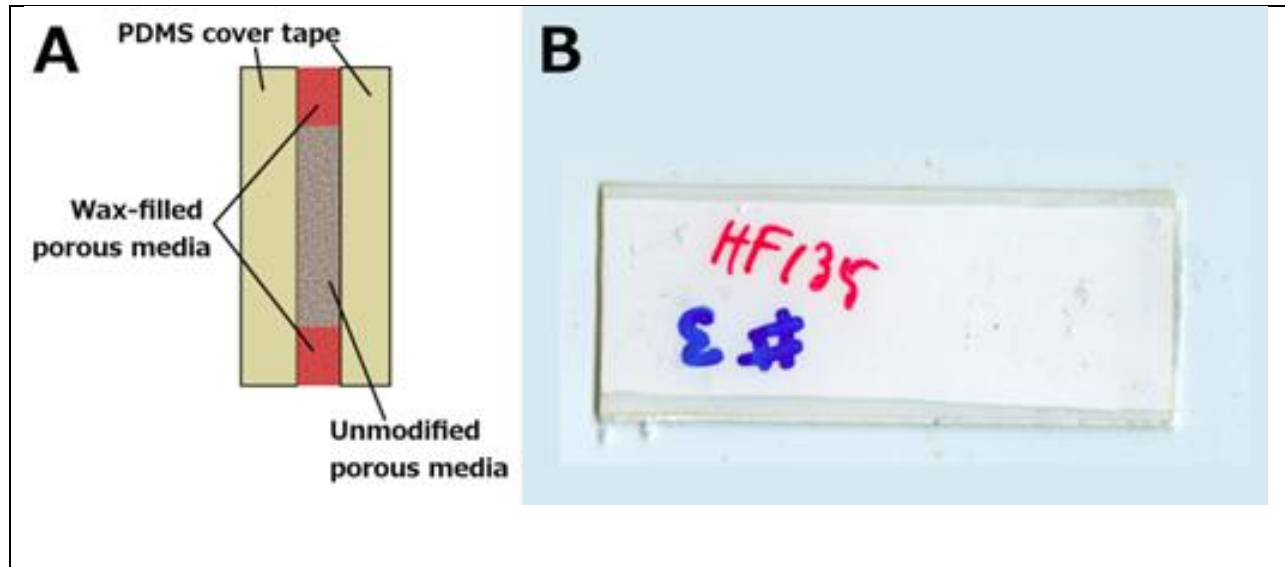 A
PDMS cover tape
Wax-filled
porous media
Unmodified
porous media
B
HF135
#3